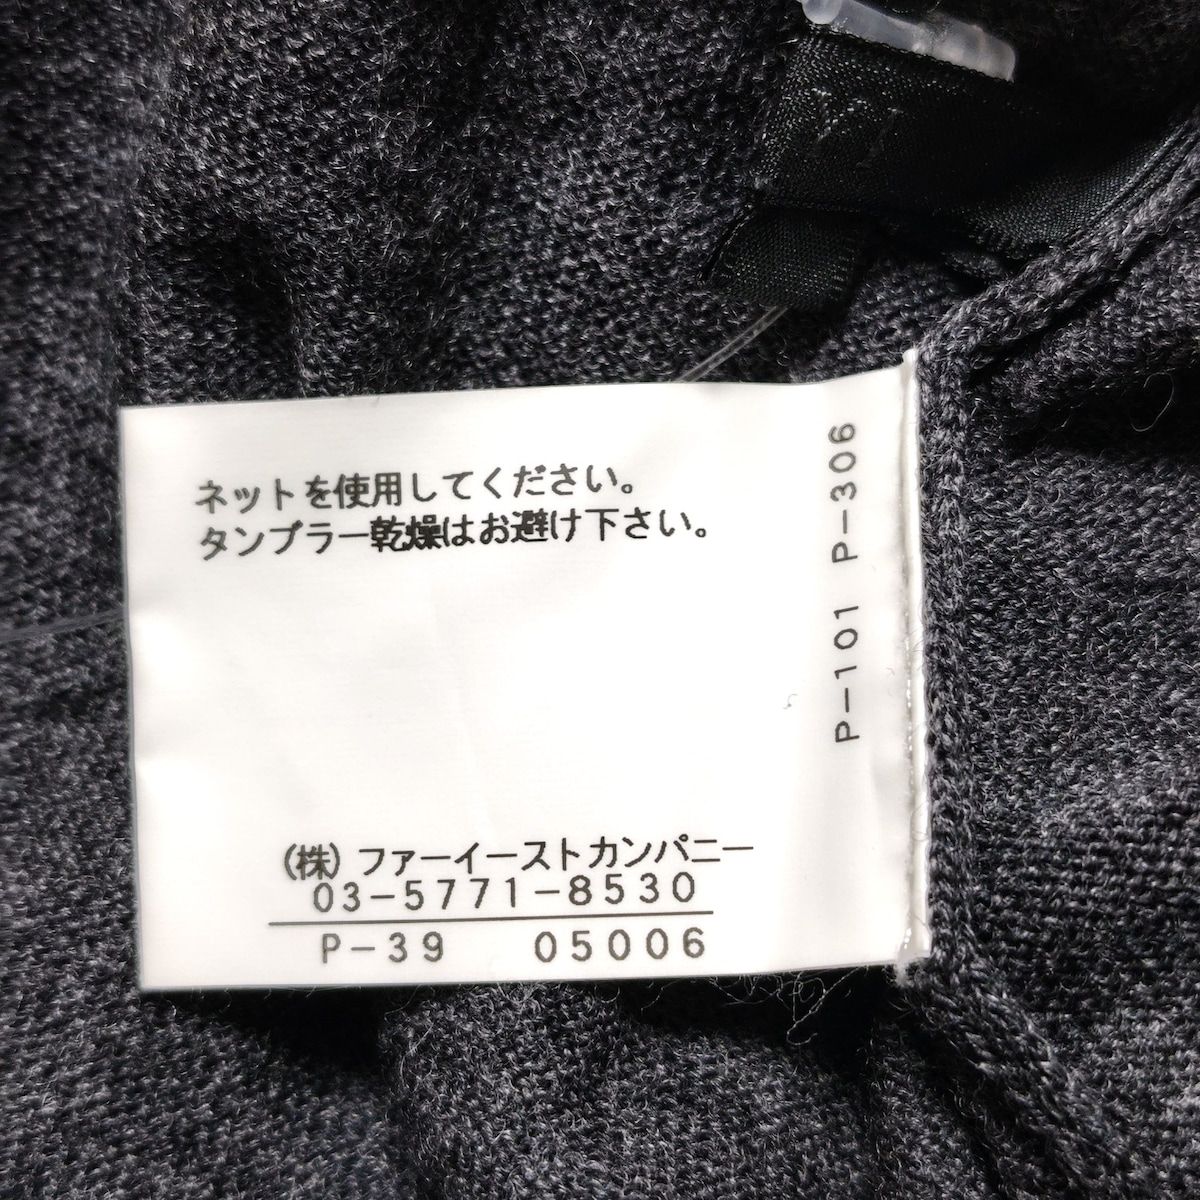 ネットを使用してください。
タンブラー乾燥はお避け下さい。
P-101 P-306
(株)ファーイーストカンパニー
03-5771-8530
P-39 05006